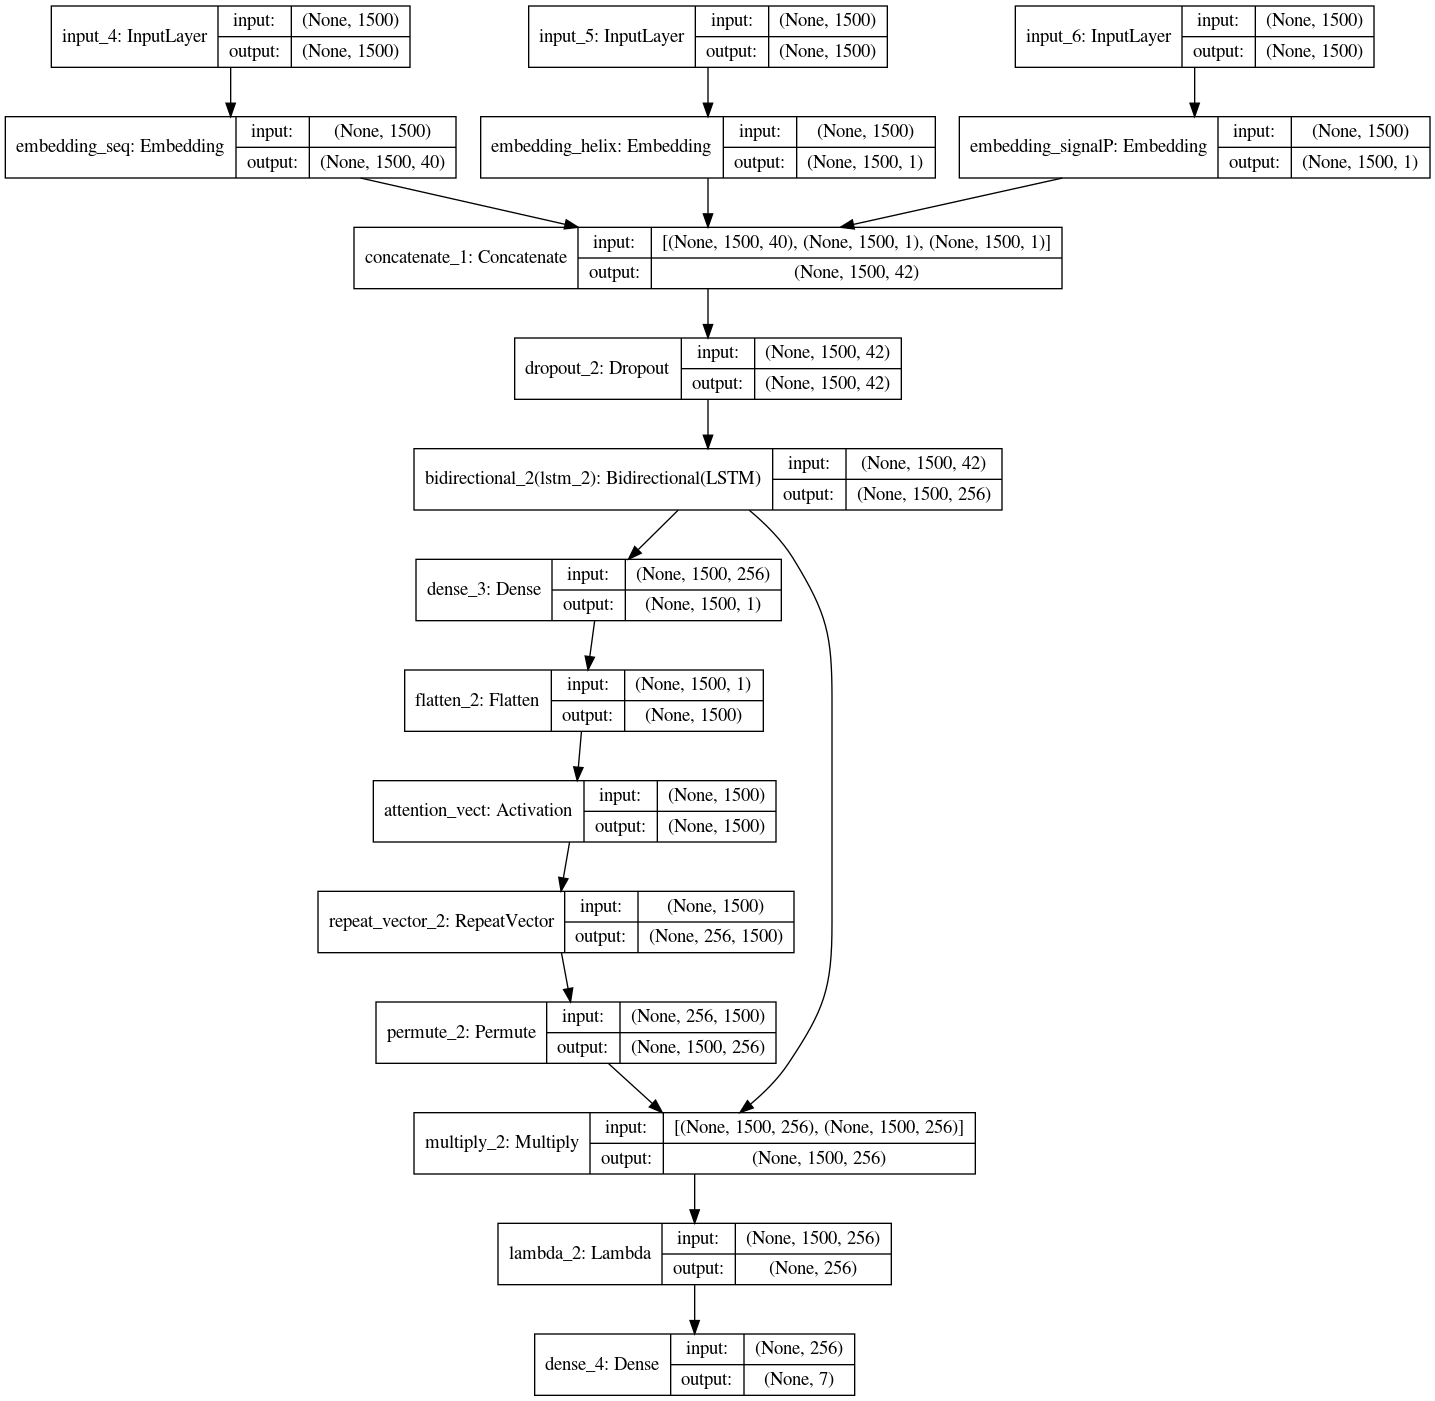 input_4: InputLayer
input: (None, 1500)
output: (None, 1500)
input_5: InputLayer
input: (None, 1500)
output: (None, 1500)
input_6: InputLayer
input: (None, 1500)
output: (None, 1500)
embedding_seq: Embedding
input: (None, 1500)
output: (None, 1500, 40)
embedding_helix: Embedding
input: (None, 1500)
output: (None, 1500, 1)
embedding_signalP: Embedding
input: (None, 1500)
output: (None, 1500, 1)
concatenate_1: Concatenate
input: [(None, 1500, 40), (None, 1500, 1), (None, 1500, 1)]
output: (None, 1500, 42)
dropout_2: Dropout
input: (None, 1500, 42)
output: (None, 1500, 42)
bidirectional_2(lstm_2): Bidirectional(LSTM)
input: (None, 1500, 42)
output: (None, 1500, 256)
dense_3: Dense
input: (None, 1500, 256)
output: (None, 1500, 1)
flatten_2: Flatten
input: (None, 1500, 1)
output: (None, 1500)
attention_vect: Activation
input: (None, 1500)
output: (None, 1500)
repeat_vector_2: RepeatVector
input: (None, 1500)
output: (None, 256, 1500)
permute_2: Permute
input: (None, 256, 1500)
output: (None, 1500, 256)
multiply_2: Multiply
input: [(None, 1500, 256), (None, 1500, 256)]
output: (None, 1500, 256)
lambda_2: Lambda
input: (None, 1500, 256)
output: (None, 256)
dense_4: Dense
input: (None, 256)
output: (None, 7)